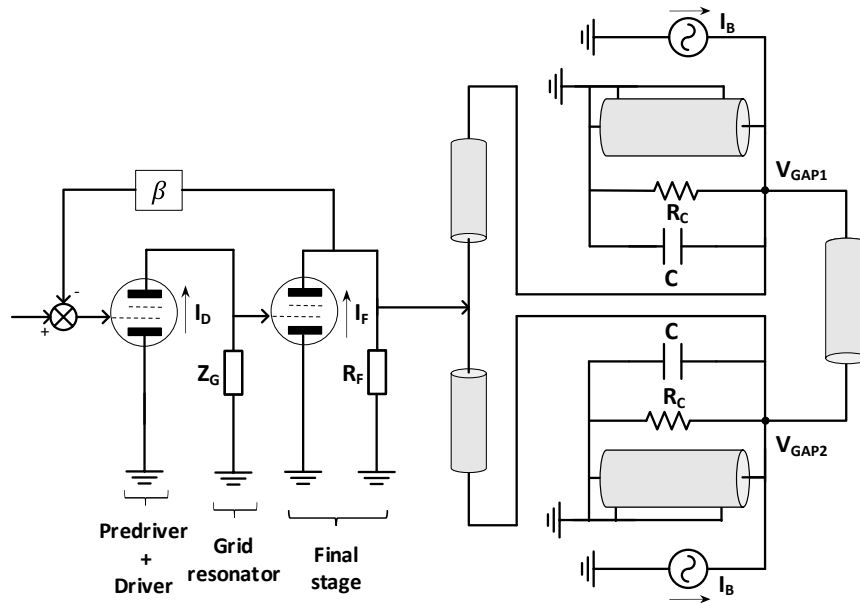 I_B
V_GAP1
R_C
C
β
-
+
I_D
I_F
Z_G
R_F
C
R_C
V_GAP2
I_B
Predriver
+
Driver
Grid
resonator
Final
stage